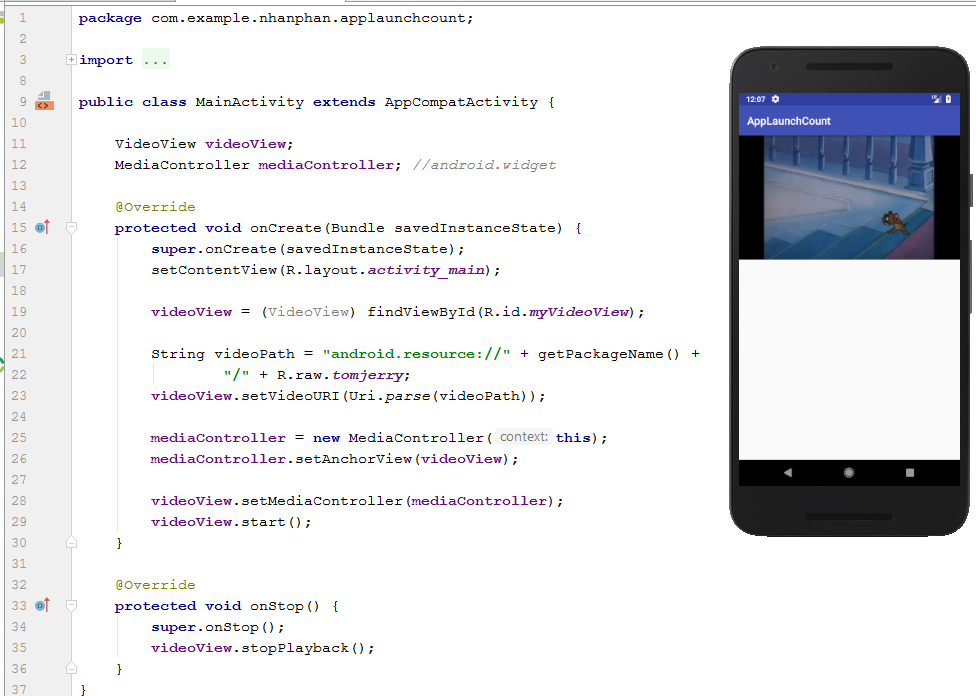 1 package com.example.nhanphan.applaunchcount;
2
3 import ...
8
9 public class MainActivity extends AppCompatActivity {
10
11 VideoView videoView;
12 MediaController mediaController; //android.widget
13
14 @Override
15 protected void onCreate(Bundle savedInstanceState) {
16 super.onCreate(savedInstanceState);
17 setContentView(R.layout.activity_main);
18
19 videoView = (VideoView) findViewById(R.id.myVideoView);
20
21 String videoPath = "android.resource://" + getPackageName() +
22 "/" + R.raw.tomjerry;
23 videoView.setVideoURI(Uri.parse(videoPath));
24
25 mediaController = new MediaController( context: this);
26 mediaController.setAnchorView(videoView);
27
28 videoView.setMediaController(mediaController);
29 videoView.start();
30 }
31
32 @Override
33 protected void onStop() {
34 super.onStop();
35 videoView.stopPlayback();
36 }
37 }
12:07
AppLaunchCount